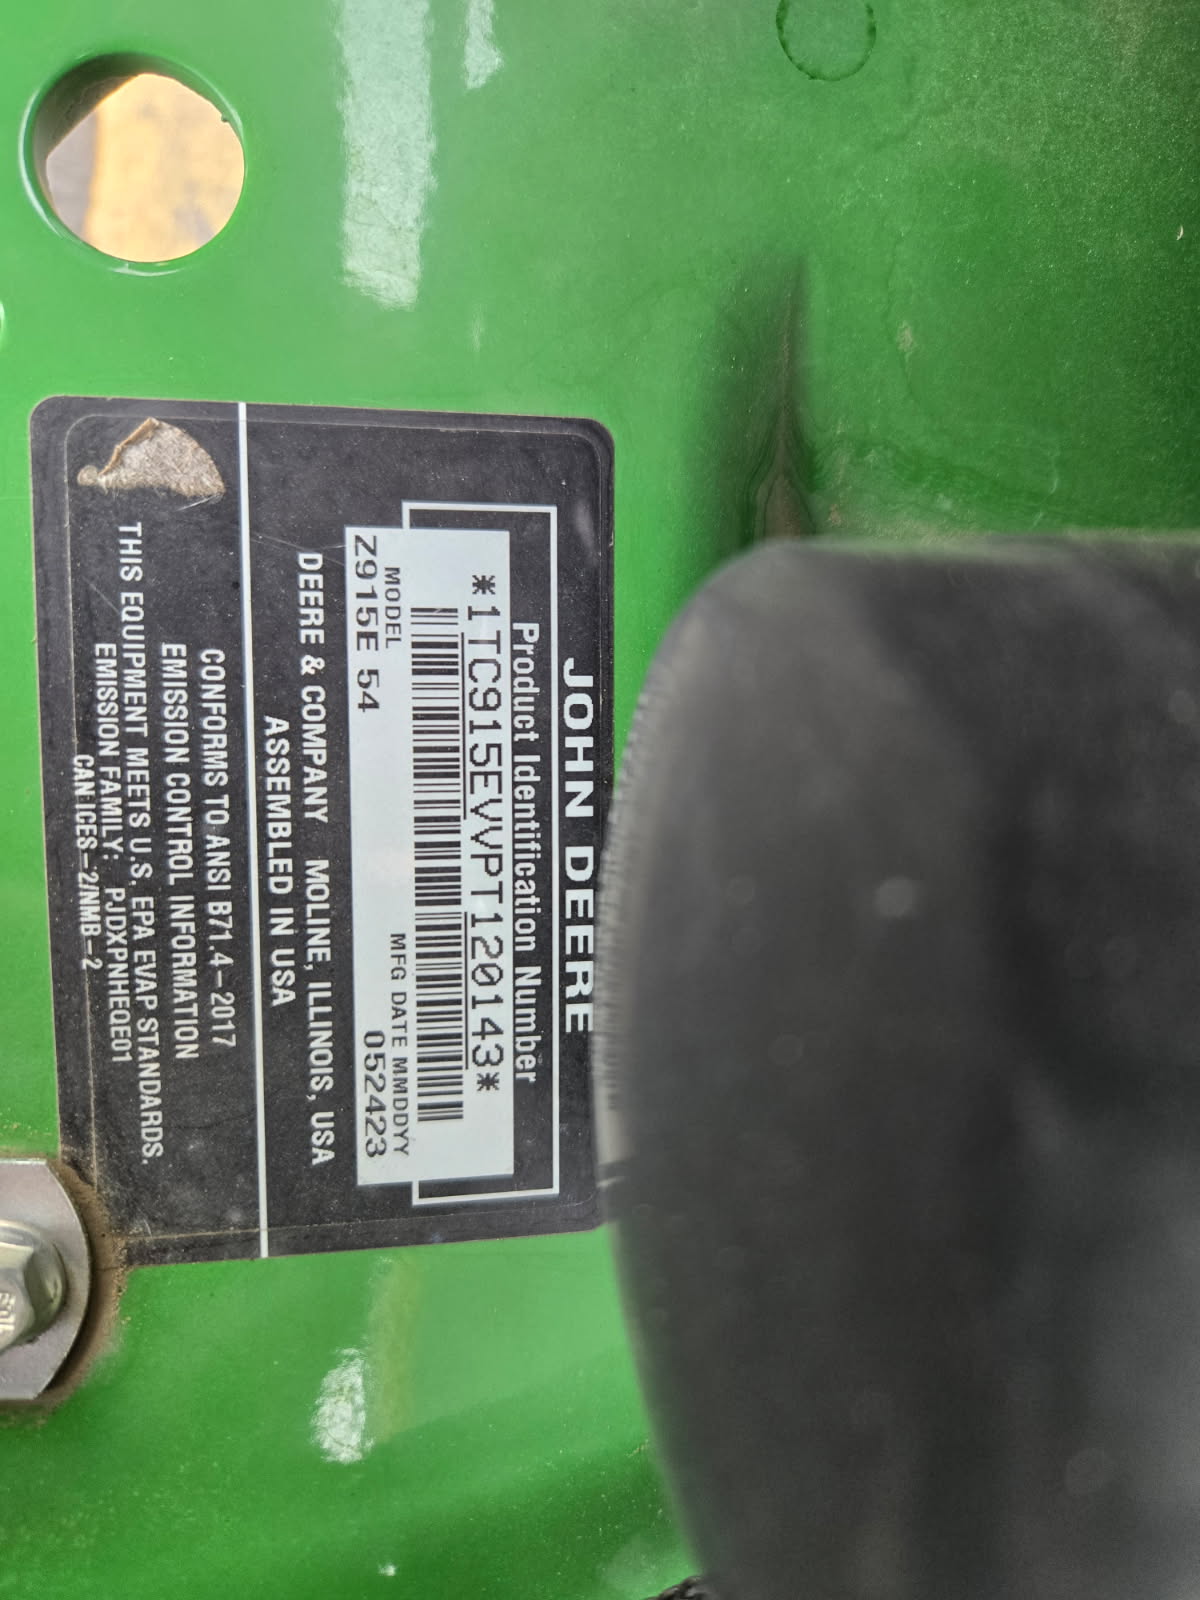 JOHN DEERE
Product Identification Number
*1TC915EVVPT120143*
MODEL MFG DATE MMDDYY
Z915E 54 052423
DEERE & COMPANY MOLINE, ILLINOIS, USA
ASSEMBLED IN USA
CONFORMS TO ANSI B71.4-2017
EMISSION CONTROL INFORMATION
THIS EQUIPMENT MEETS U.S. EPA EVAP STANDARDS.
EMISSION FAMILY: PJDXPNHEQE01
CAN ICES-2/NMB-2